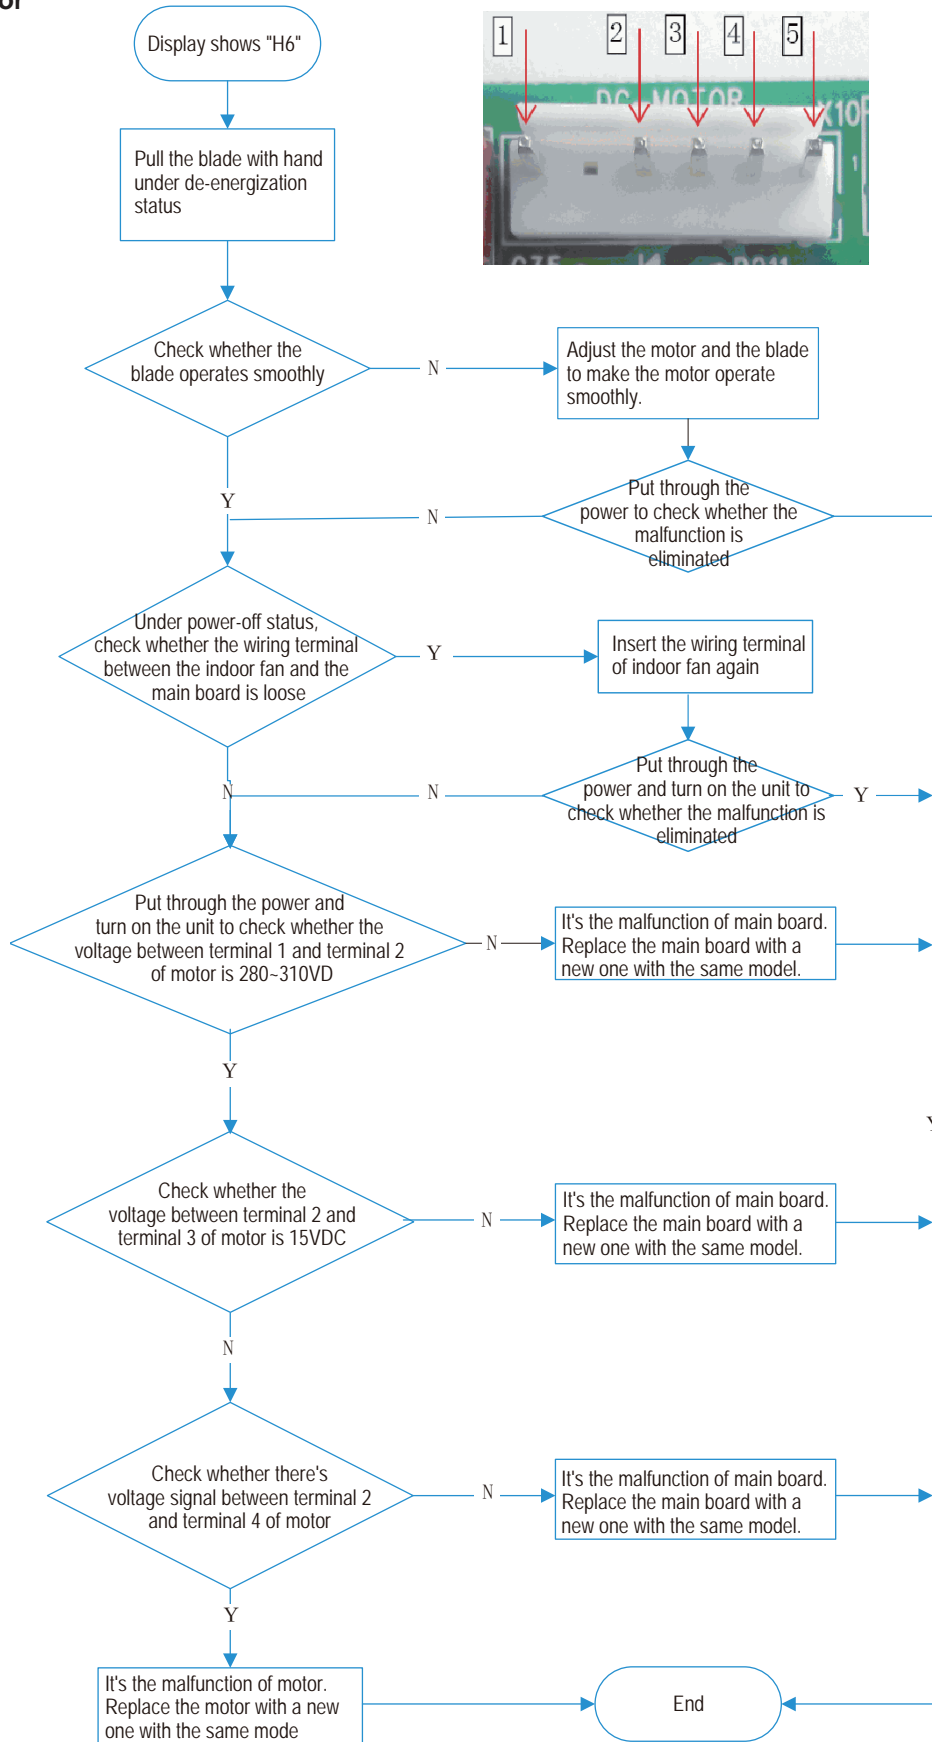 or
Display shows "H6"
1 2 3 4 5
DC MOTOR
Pull the blade with hand
under de-energization
status
Check whether the
blade operates smoothly
N
Adjust the motor and the blade
to make the motor operate
smoothly.
Y
N
Put through the
power to check whether the
malfunction is
eliminated
Under power-off status,
check whether the wiring terminal
between the indoor fan and the
main board is loose
Y
Insert the wiring terminal
of indoor fan again
N
N
Put through the
power and turn on the unit to
check whether the malfunction is
eliminated
Y
Put through the power and
turn on the unit to check whether the
voltage between terminal 1 and terminal 2
of motor is 280~310VD
N
It's the malfunction of main board.
Replace the main board with a
new one with the same model.
Y
Y
Check whether the
voltage between terminal 2 and
terminal 3 of motor is 15VDC
N
It's the malfunction of main board.
Replace the main board with a
new one with the same model.
N
Check whether there's
voltage signal between terminal 2
and terminal 4 of motor
N
It's the malfunction of main board.
Replace the main board with a
new one with the same model.
Y
It's the malfunction of motor.
Replace the motor with a new
one with the same mode
End